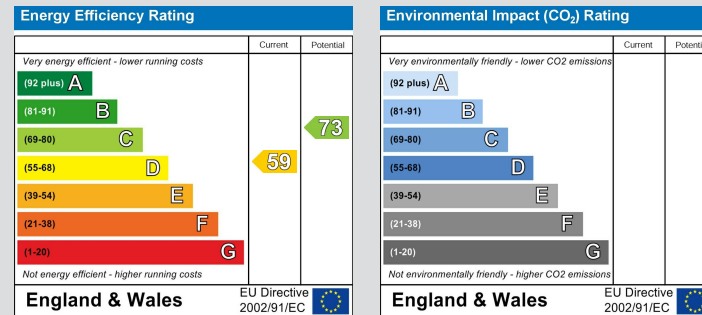 Energy Efficiency Rating
Current Potential
Very energy efficient - lower running costs
(92 plus) A
(81-91) B
(69-80) C
(55-68) D
(39-54) E
(21-38) F
(1-20) G
59
73
Not energy efficient - higher running costs
England & Wales
EU Directive
2002/91/EC
Environmental Impact (CO₂) Rating
Current Potenti
Very environmentally friendly - lower CO2 emissions
(92 plus) A
(81-91) B
(69-80) C
(55-68) D
(39-54) E
(21-38) F
(1-20) G
Not environmentally friendly - higher CO2 emissions
England & Wales
EU Directive
2002/91/EC